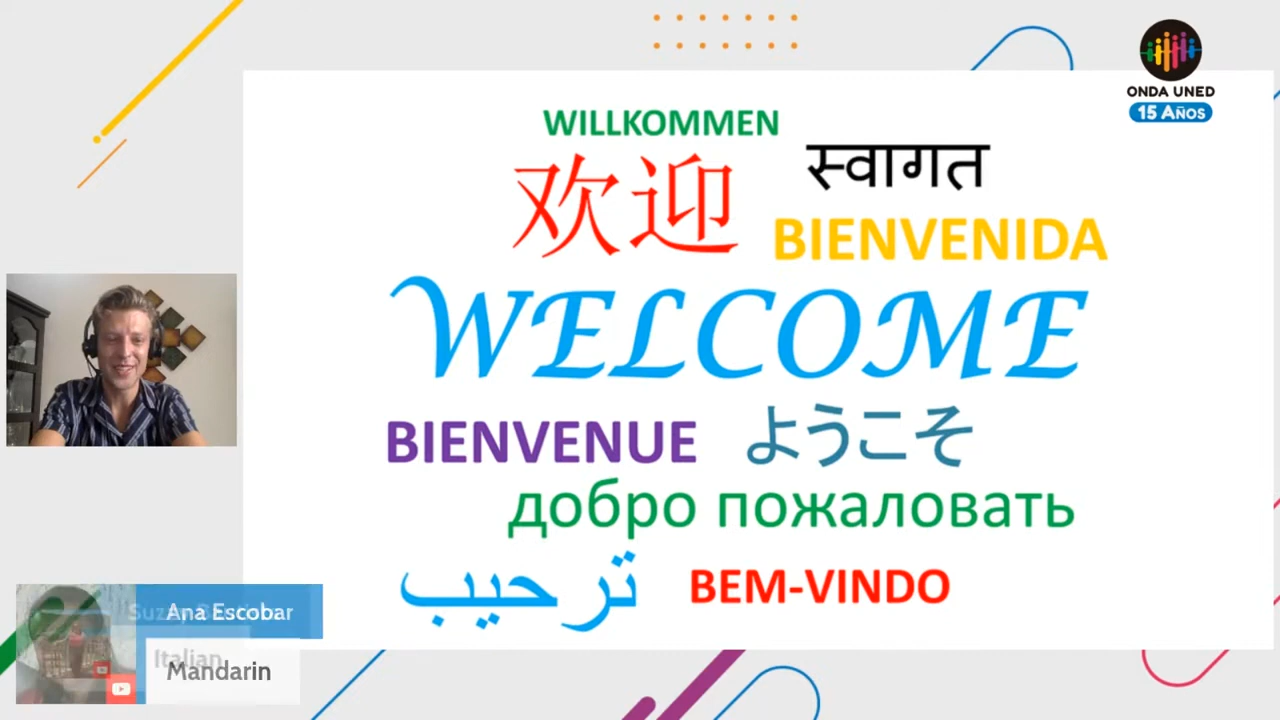 ONDA UNED
15 AÑOS
WILLKOMMEN
欢迎
स्वागत
BIENVENIDA
WELCOME
BIENVENUE
ようこそ
добро пожаловать
ترحيب
BEM-VINDO
Ana Escobar
Italian
Mandarin